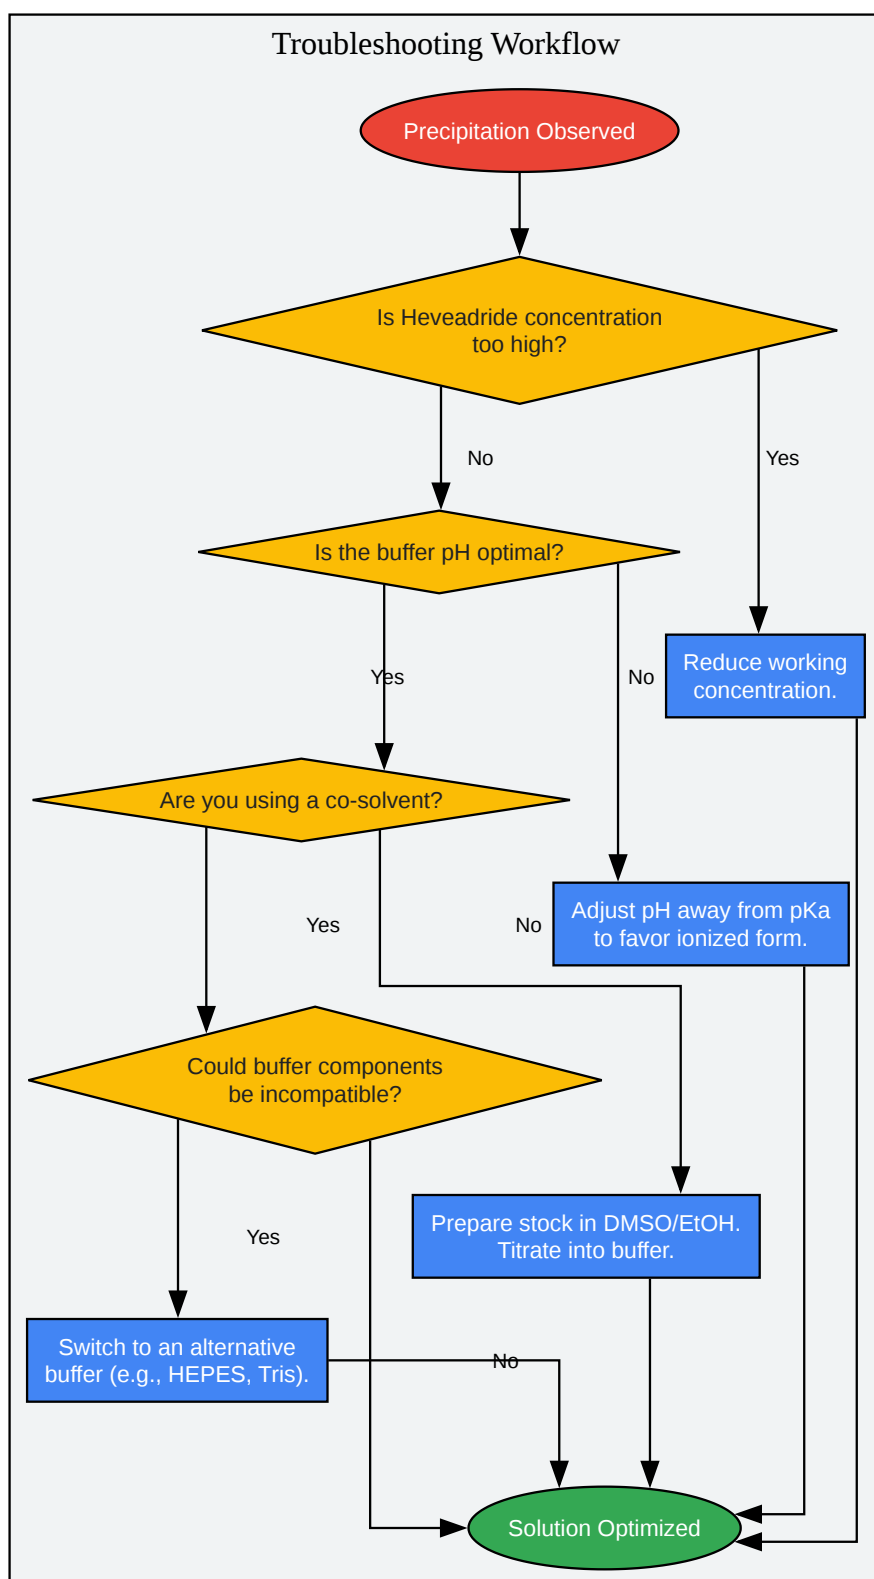 Troubleshooting Workflow
Precipitation Observed
Is Heveadride concentration
too high?
No
Yes
Is the buffer pH optimal?
Yes
No
Reduce working
concentration.
Are you using a co-solvent?
Yes
No
Adjust pH away from pKa
to favor ionized form.
Could buffer components
be incompatible?
Yes
Prepare stock in DMSO/EtOH.
Titrate into buffer.
Switch to an alternative
buffer (e.g., HEPES, Tris).
No
Solution Optimized